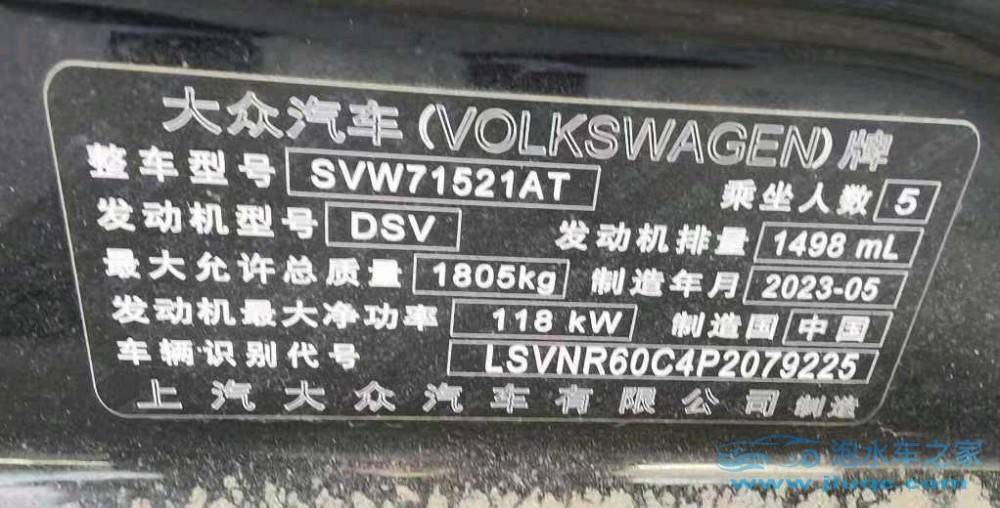 大众汽车(VOLKSWAGEN)牌
整车型号 SVW71521AT 乘坐人数 5
发动机型号 DSV 发动机排量 1498 mL
最大允许总质量 1805kg 制造年月 2023-05
发动机最大净功率 118 kW 制造国 中国
车辆·识别代号 LSVNR60C4P2079225
上汽大众汽车有限公司 制造
泡水车之家